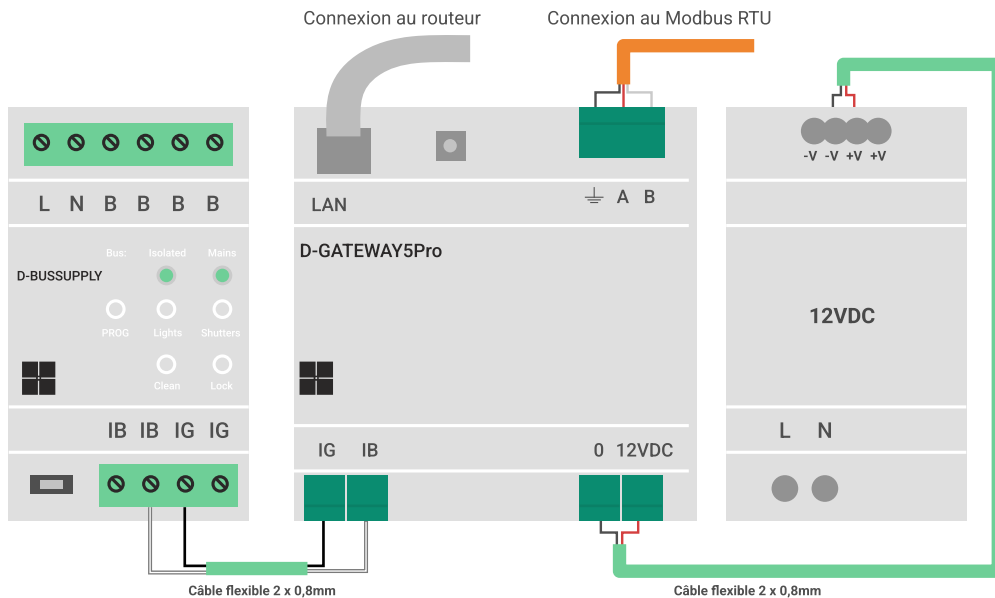 Connexion au routeur
Connexion au Modbus RTU
-V -V +V +V
L N B B B B
LAN
A B
Bus: Isolated Mains
D-BUSSUPPLY
PROG Lights Shutters
Clean Lock
D-GATEWAY5Pro
12VDC
IB IB IG IG
IG IB
0 12VDC
L N
Câble flexible 2 x 0,8mm
Câble flexible 2 x 0,8mm